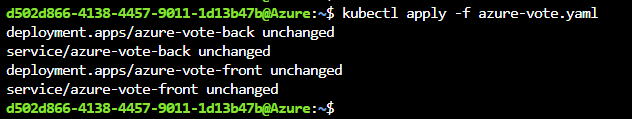 d502d866-4138-4457-9011-1d13b47b@Azure:~$ kubectl apply -f azure-vote.yaml
deployment.apps/azure-vote-back unchanged
service/azure-vote-back unchanged
deployment.apps/azure-vote-front unchanged
service/azure-vote-front unchanged
d502d866-4138-4457-9011-1d13b47b@Azure:~$